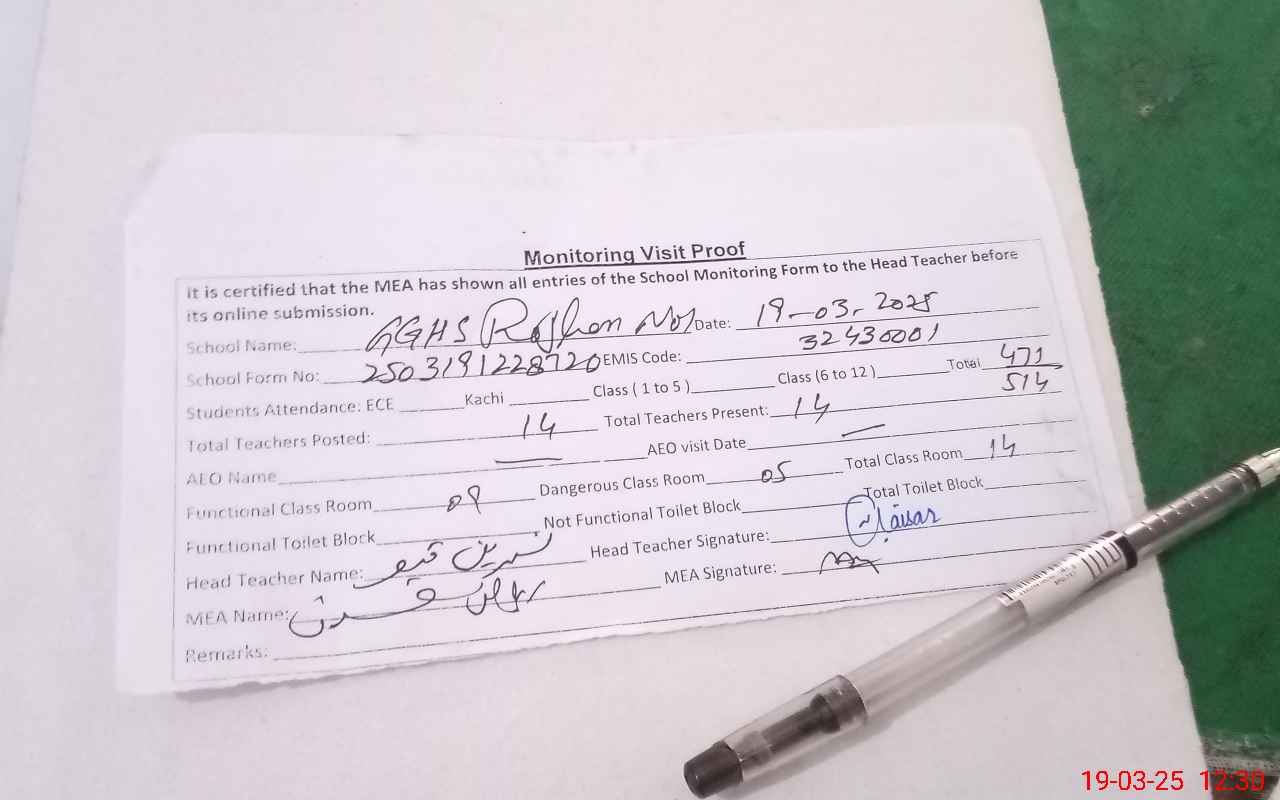 Monitoring Visit Proof
it is certified that the MEA has shown all entries of the School Monitoring Form to the Head Teacher before
its online submission.
School Name: GGHS Date: 19-03-2025
School Form No: 2503191228720 EMIS Code: 32430001
Students Attendance: ECE Kachi Class ( 1 to 5 ) Class (6 to 12 ) Total 471
514
Total Teachers Posted: 14 Total Teachers Present: 14
AEO Name — AEO visit Date —
Functional Class Room 09 Dangerous Class Room 05 Total Class Room 14
Functional Toilet Block Not Functional Toilet Block Total Toilet Block
Head Teacher Name: نسرین قیصر Head Teacher Signature:
MEA Name: MEA Signature:
Remarks:
19-03-25 12:30